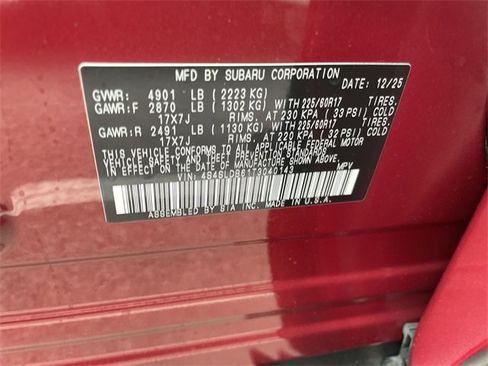 MFD BY SUBARU CORPORATION DATE: 12/25
GVWR: 4901 LB (2223 KG)
GAWR:F 2870 LB (1302 KG) WITH 225/60R17 TIRES.
17X7J RIMS. AT 230 KPA (33 PSI) COLD
GAWR:R 2491 LB (1130 KG) WITH 225/60R17 TIRES.
17X7J RIMS. AT 220 KPA (32 PSI) COLD
THIS VEHICLE CONFORMS TO ALL APPLICABLE FEDERAL MOTOR
VEHICLE SAFETY AND THEFT PREVENTION STANDARDS
IN EFFECT ON THE DATE OF MANUFACTURE SHOWN ABOVE.
VIN: 4S4SLDB61T3040143 MPV
ASSEMBLED BY SIA INC. MADE IN U.S.A.